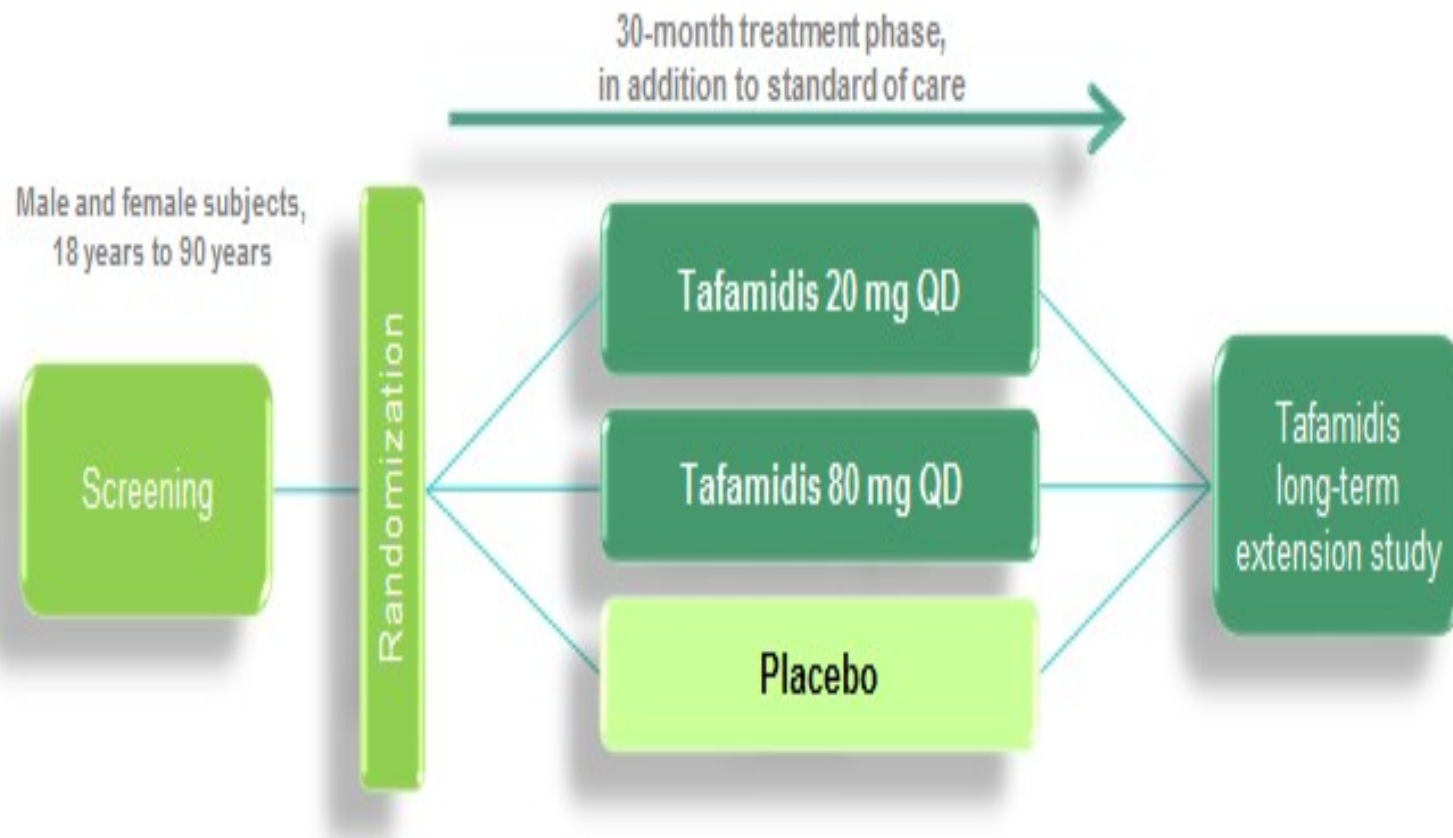 30-month treatment phase,
in addition to standard of care
Male and female subjects,
18 years to 90 years
Screening
Randomization
Tafamidis 20 mg QD
Tafamidis 80 mg QD
Placebo
Tafamidis
long-term
extension study